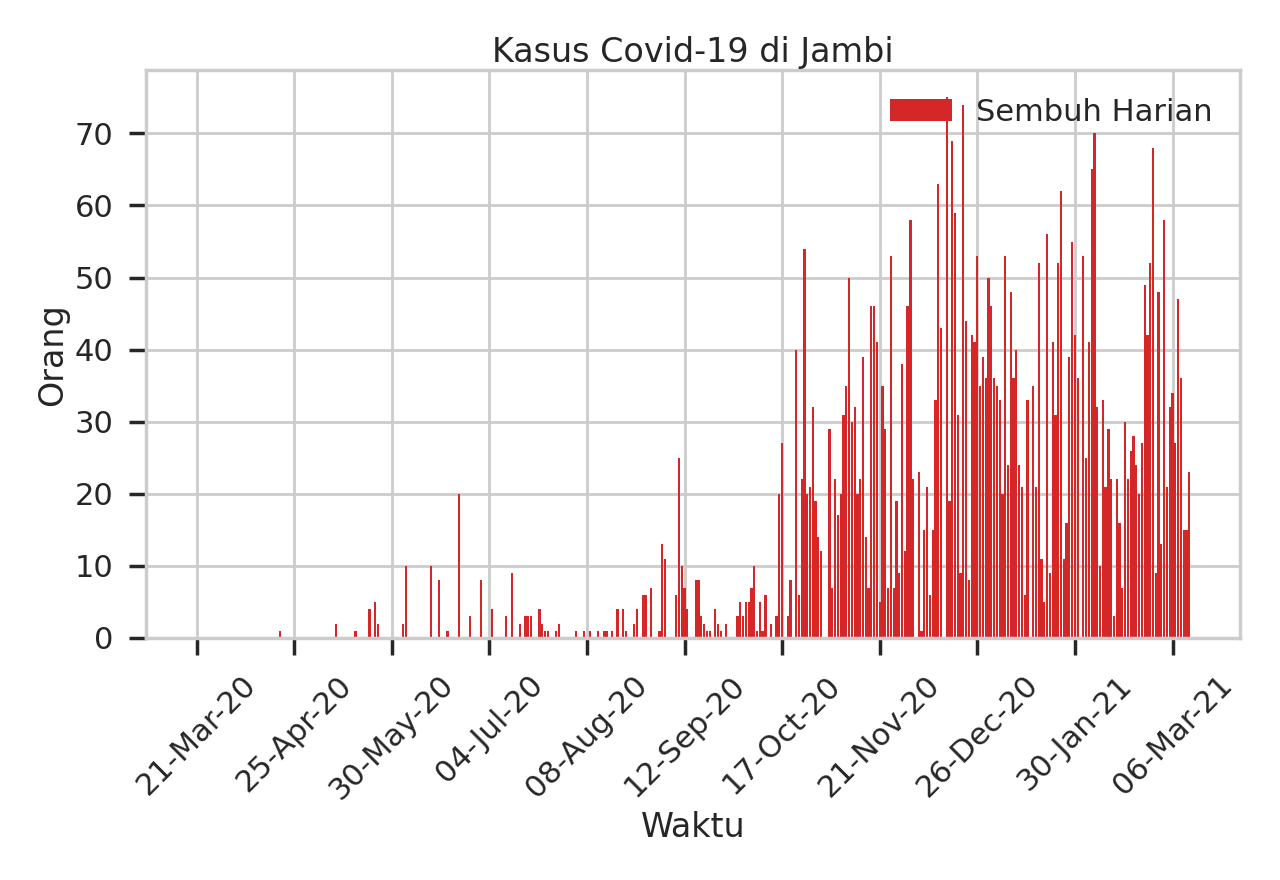 Kasus Covid-19 di Jambi
Sembuh Harian
Orang
70
60
50
40
30
20
10
0
21-Mar-20
25-Apr-20
30-May-20
04-Jul-20
08-Aug-20
12-Sep-20
17-Oct-20
21-Nov-20
26-Dec-20
30-Jan-21
06-Mar-21
Waktu